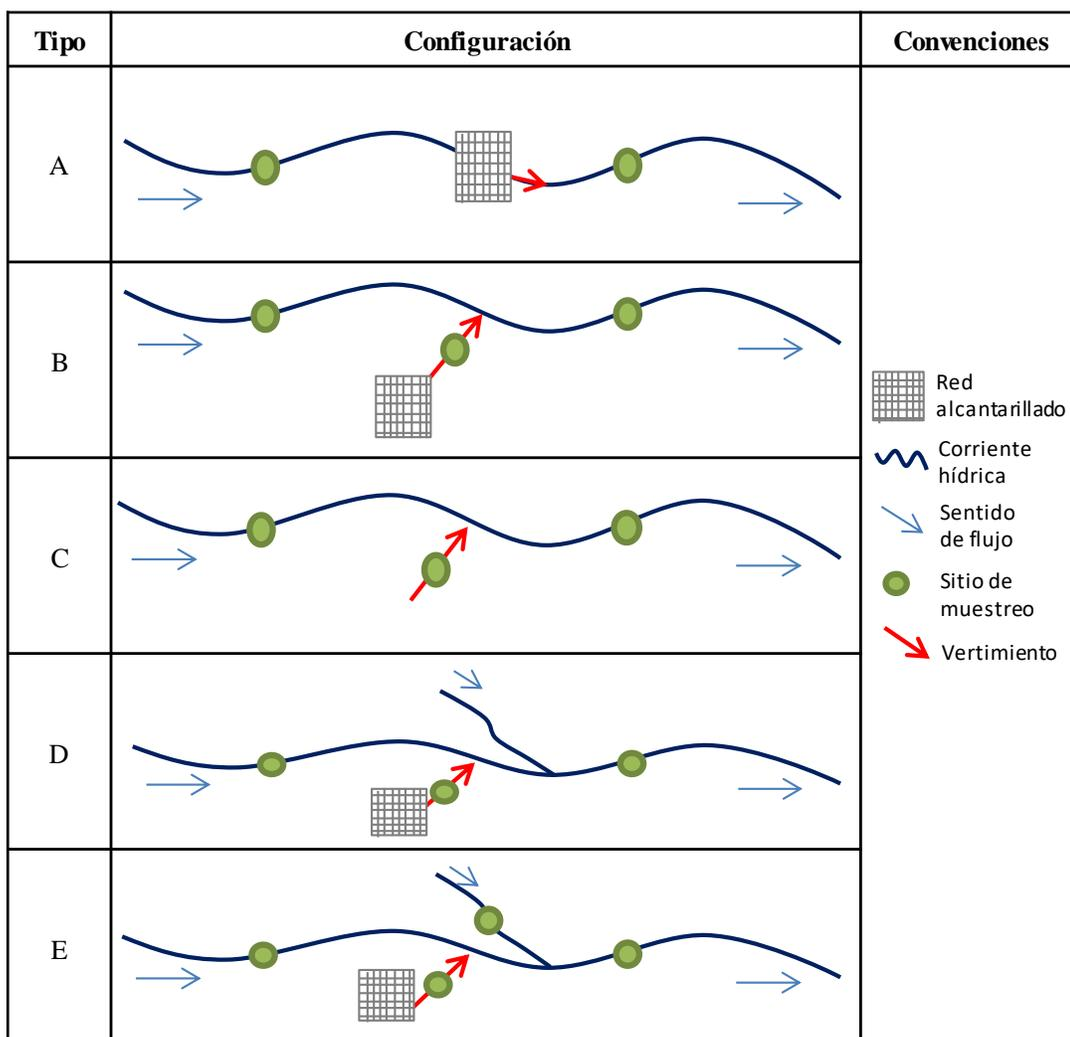 Tipo
Configuración
Convenciones
A
B
C
D
E
Red
alcantarillado
Corriente
hídrica
Sentido
de flujo
Sitio de
muestreo
Vertimiento